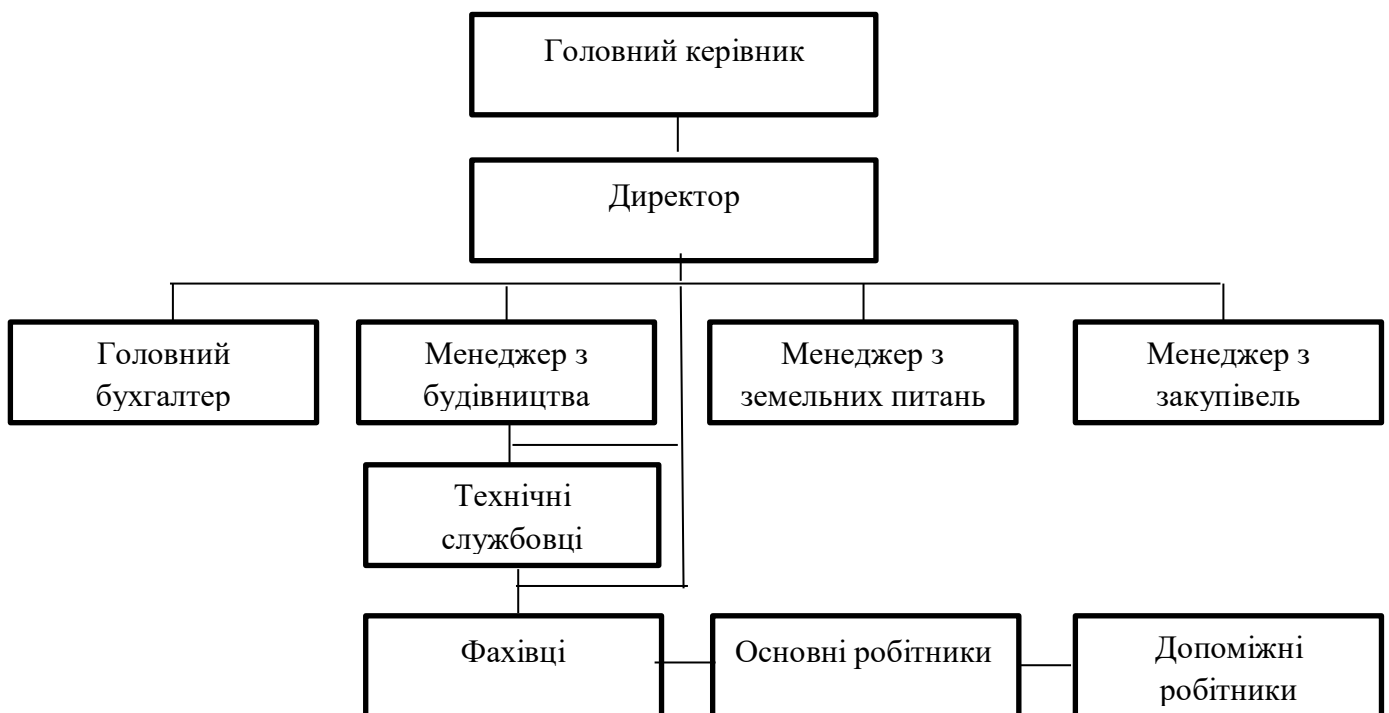 Головний керівник
Директор
Головний
бухгалтер
Менеджер з
будівництва
Менеджер з
земельних питань
Менеджер з
закупівель
Технічні
службовці
Фахівці
Основні робітники
Допоміжні
робітники